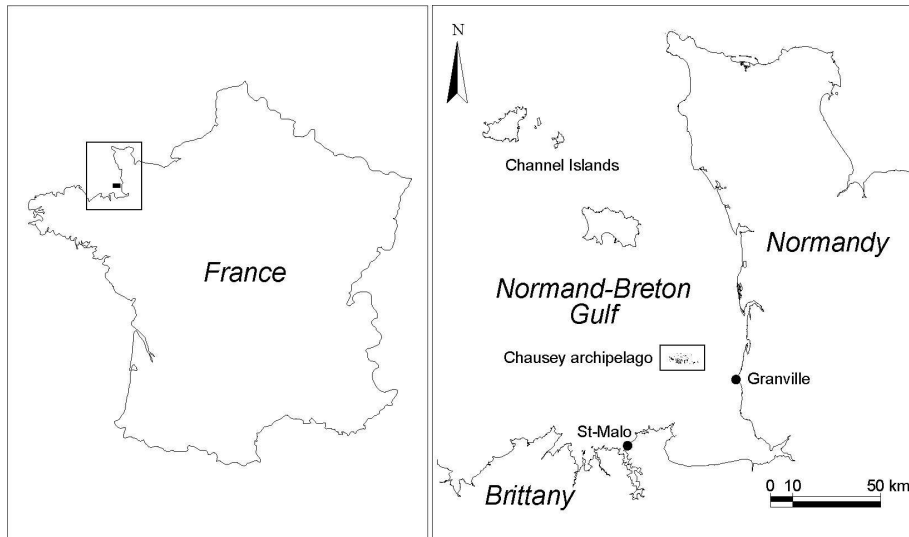 France
N
Channel Islands
Normandy
Normand-Breton
Gulf
Chausey archipelago
Granville
St-Malo
Brittany
0 10 50 km